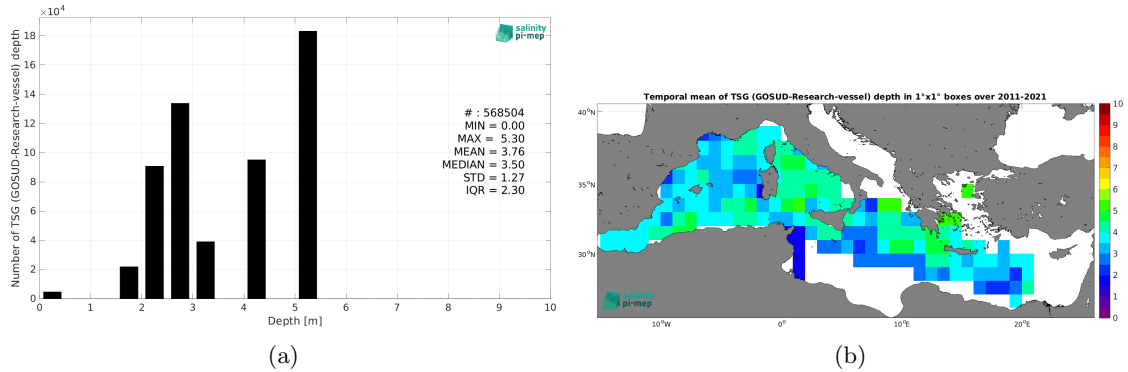 ×10⁴
18
16
14
12
10
8
6
4
2
0
Number of TSG (GOSUD-Research-vessel) depth
0 1 2 3 4 5 6 7 8 9 10
Depth [m]
salinity
pi-mep
# : 568504
MIN = 0.00
MAX = 5.30
MEAN = 3.76
MEDIAN = 3.50
STD = 1.27
IQR = 2.30
(a)
Temporal mean of TSG (GOSUD-Research-vessel) depth in 1°x1° boxes over 2011-2021
40°N
35°N
30°N
10°W 0° 10°E 20°E
salinity
pi-mep
10
9
8
7
6
5
4
3
2
1
0
(b)